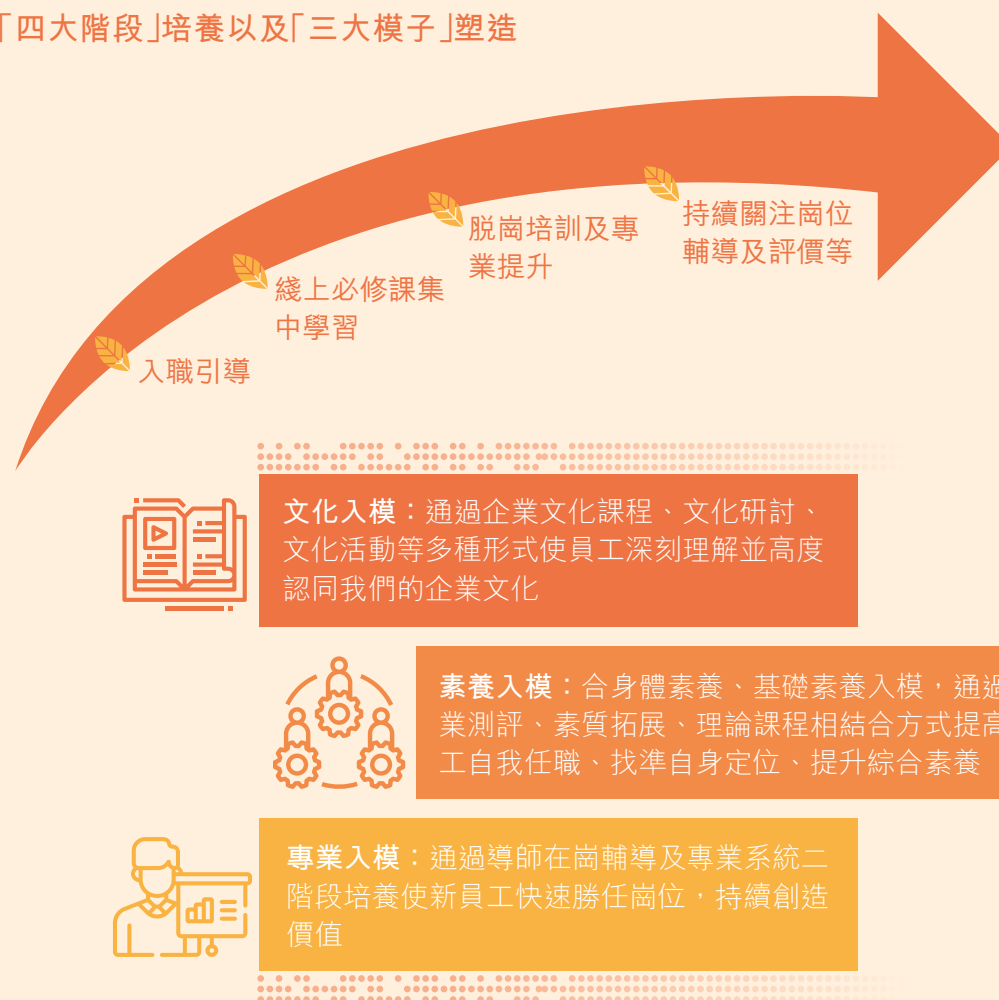 「四大階段」培養以及「三大模子」塑造
持續關注崗位
輔導及評價等
脱崗培訓及專
業提升
綫上必修課集
中學習
入職引導
文化入模：通過企業文化課程、文化研討、
文化活動等多種形式使員工深刻理解並高度
認同我們的企業文化
素養入模：合身體素養、基礎素養入模，通過
業測評、素質拓展、理論課程相結合方式提高
工自我任職、找準自身定位、提升綜合素養
專業入模：通過導師在崗輔導及專業系統二
階段培養使新員工快速勝任崗位，持續創造
價值